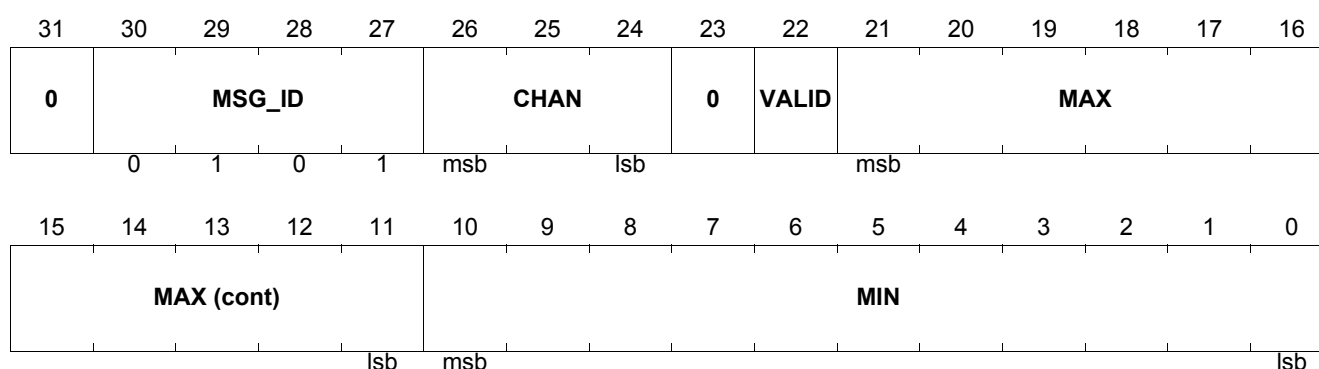 31 30 29 28 27 26 25 24 23 22 21 20 19 18 17 16
0 MSG_ID CHAN 0 VALID MAX
0 1 0 1 msb lsb msb
15 14 13 12 11 10 9 8 7 6 5 4 3 2 1 0
MAX (cont) MIN
lsb msb lsb